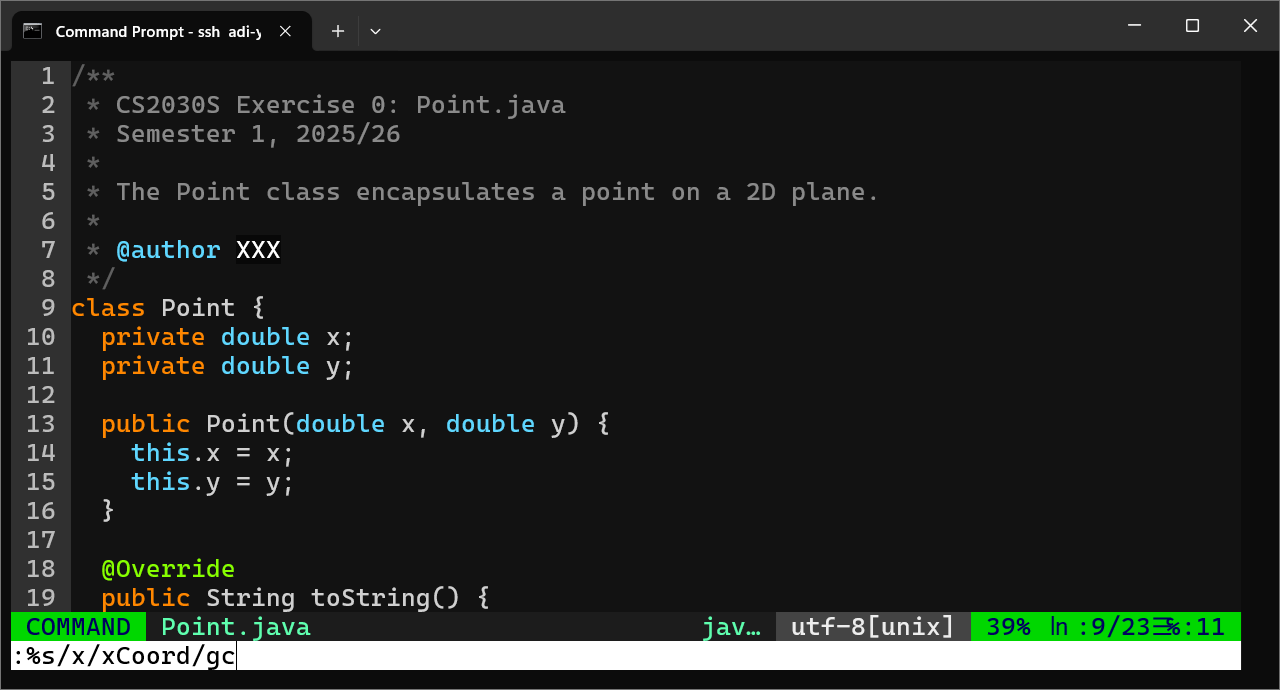 Command Prompt - ssh adi-y
1 /**
2  * CS2030S Exercise 0: Point.java
3  * Semester 1, 2025/26
4  *
5  * The Point class encapsulates a point on a 2D plane.
6  *
7  * @author XXX
8  */
9 class Point {
10   private double x;
11   private double y;
12
13   public Point(double x, double y) {
14     this.x = x;
15     this.y = y;
16   }
17
18   @Override
19   public String toString() {
COMMAND Point.java jav… utf-8[unix] 39% ln :9/23☰%:11
:%s/x/xCoord/gc